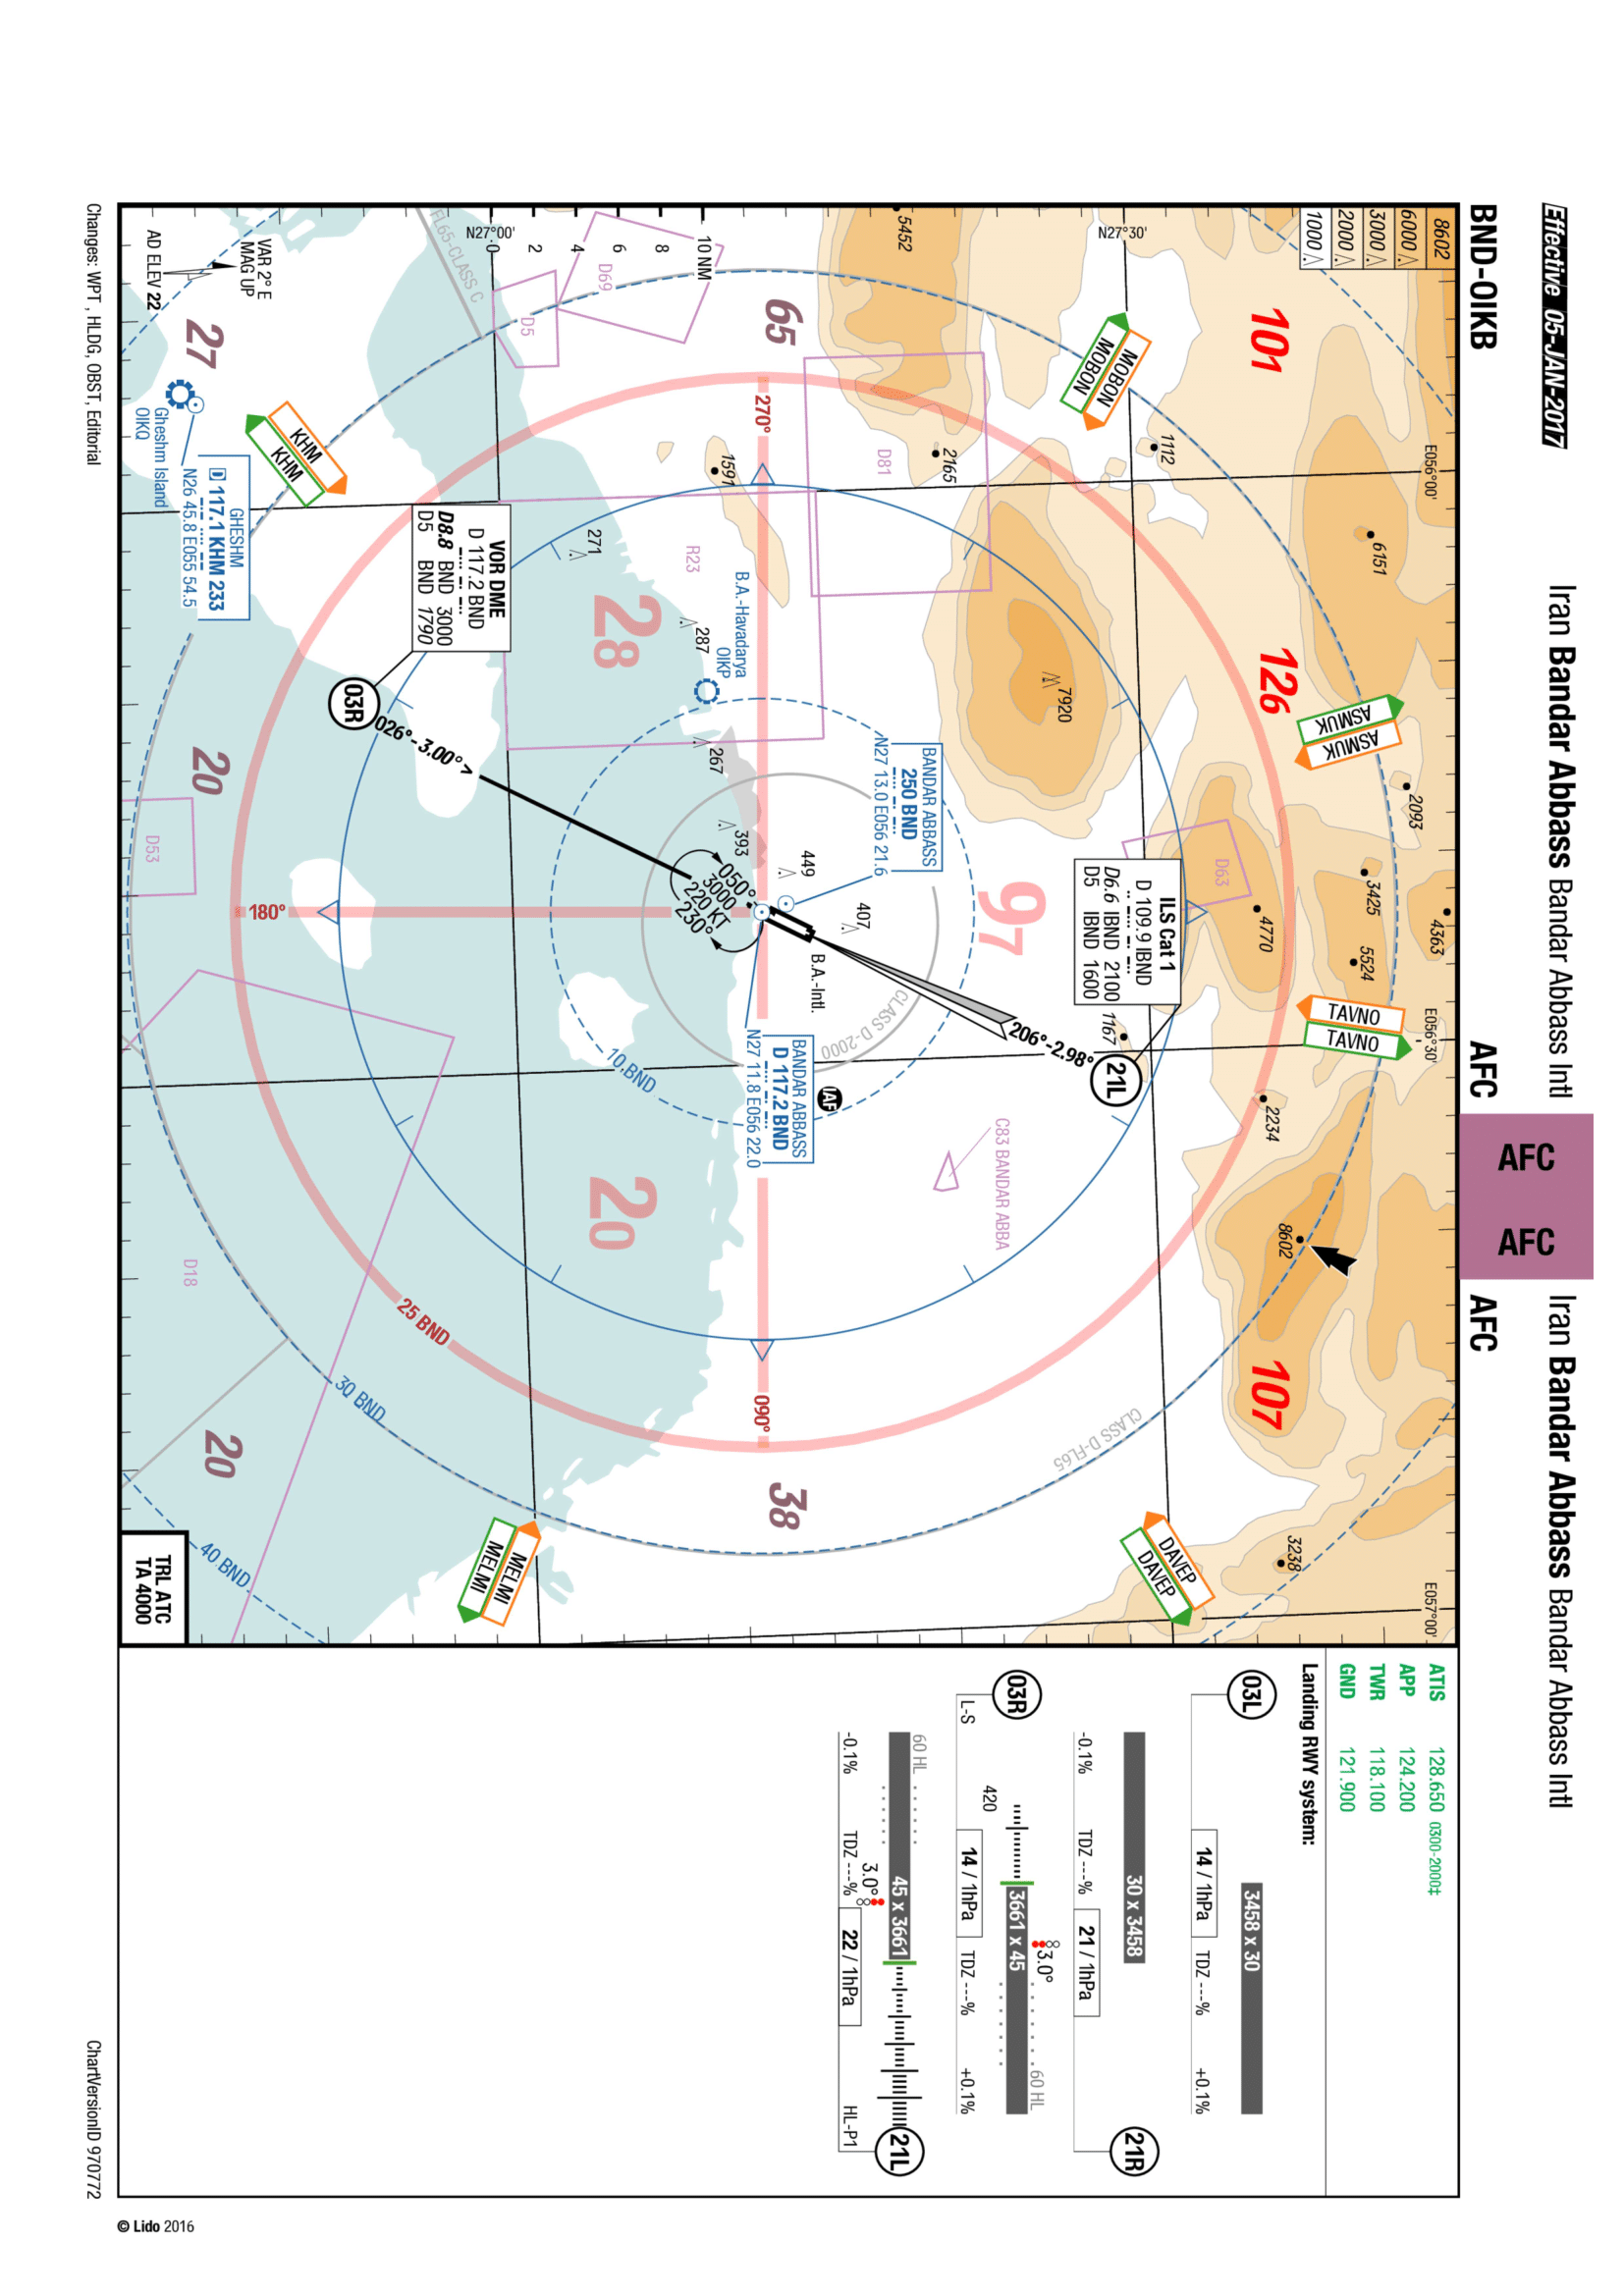 Effective 05-JAN-2017
Iran Bandar Abbass Bandar Abbass Intl
Iran Bandar Abbass Bandar Abbass Intl
BND-OIKB
AFC
AFC
AFC
AFC
8602
6000
3000
2000
1000
E056°00'
E056°30'
E057°00'
N27°30'
N27°00'
0
2
4
6
8
10 NM
101
126
107
97
65
28
38
27
20
20
20
5452
1112
2165
6151
7920
2093
3425
4363
5524
4770
1167
2234
8602
3238
1591
271
287
267
393
449
407
MOBON
MOBON
ASMUK
ASMUK
TAVNO
TAVNO
DAVEP
DAVEP
MELMI
MELMI
KHM
KHM
D69
D5
D81
R23
D63
D53
D18
C83 BANDAR ABBA
FL65-CLASS C
CLASS D-2000
CLASS D-FL65
270°
090°
180°
10 BND
25 BND
30 BND
40 BND
BANDAR ABBASS
250 BND
N27 13.0 E056 21.6
BANDAR ABBASS
D 117.2 BND
N27 11.8 E056 22.0
IAF
B.A.-Intl.
B.A.-Havadarya
OIKP
GHESHM
D 117.1 KHM 233
N26 45.8 E055 54.5
Gheshm Island
OIKQ
VOR DME
D 117.2 BND
D8.8 BND 3000
D5 BND 1790
03R
026°-3.00°>
050°
3000
220 KT
230°
ILS Cat 1
D 109.9 IBND
D6.6 IBND 2100
D5 IBND 1600
21L
206°-2.98°
VAR 2° E
MAG UP
AD ELEV 22
TRL ATC
TA 4000
ATIS 128.650 0300-2000‡
APP 124.200
TWR 118.100
GND 121.900
Landing RWY system:
03L
3458 x 30
14 / 1hPa
TDZ ---%
+0.1%
30 x 3458
-0.1%
TDZ ---%
21 / 1hPa
21R
03R
L-S
420
3661 x 45
3.0°
60 HL
14 / 1hPa
TDZ ---%
+0.1%
60 HL
45 x 3661
3.0°
-0.1%
TDZ ---%
22 / 1hPa
HL-P1
21L
Changes: WPT , HLDG, OBST, Editorial
ChartVersionID 970772
© Lido 2016